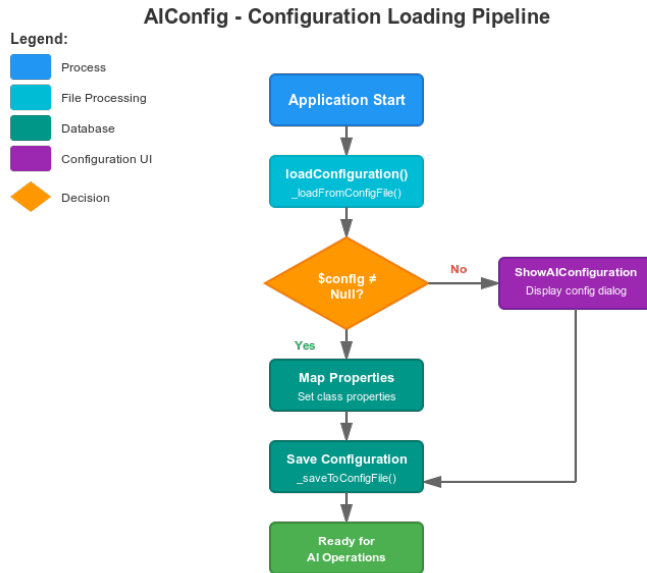 AIConfig - Configuration Loading Pipeline
Legend:
Process
File Processing
Database
Configuration UI
Decision
Application Start
loadConfiguration()
_loadFromConfigFile()
$config ≠
Null?
No
ShowAIConfiguration
Display config dialog
Yes
Map Properties
Set class properties
Save Configuration
_saveToConfigFile()
Ready for
AI Operations